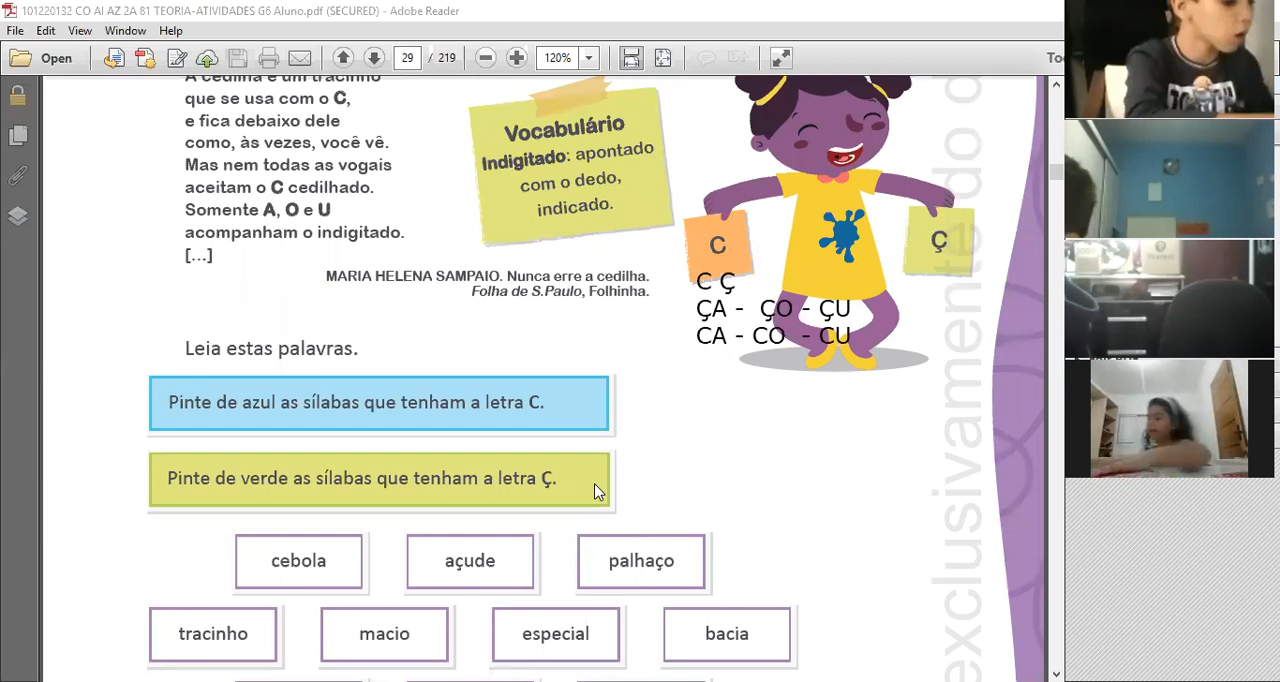 101220132 CO AI AZ 2A 81 TEORIA-ATIVIDADES G6 Aluno.pdf (SECURED) - Adobe Reader
File Edit View Window Help
Open 29 / 219 120%
A cedilha é um tracinho
que se usa com o C,
e fica debaixo dele
como, às vezes, você vê.
Mas nem todas as vogais
aceitam o C cedilhado.
Somente A, O e U
acompanham o indigitado.
[...]
MARIA HELENA SAMPAIO. Nunca erre a cedilha.
Folha de S.Paulo, Folhinha.
Vocabulário
Indigitado: apontado
com o dedo,
indicado.
C
Ç
C Ç
ÇA - ÇO - ÇU
CA - CO - CU
Leia estas palavras.
Pinte de azul as sílabas que tenham a letra C.
Pinte de verde as sílabas que tenham a letra Ç.
cebola açude palhaço
tracinho macio especial bacia
exclusivamente do